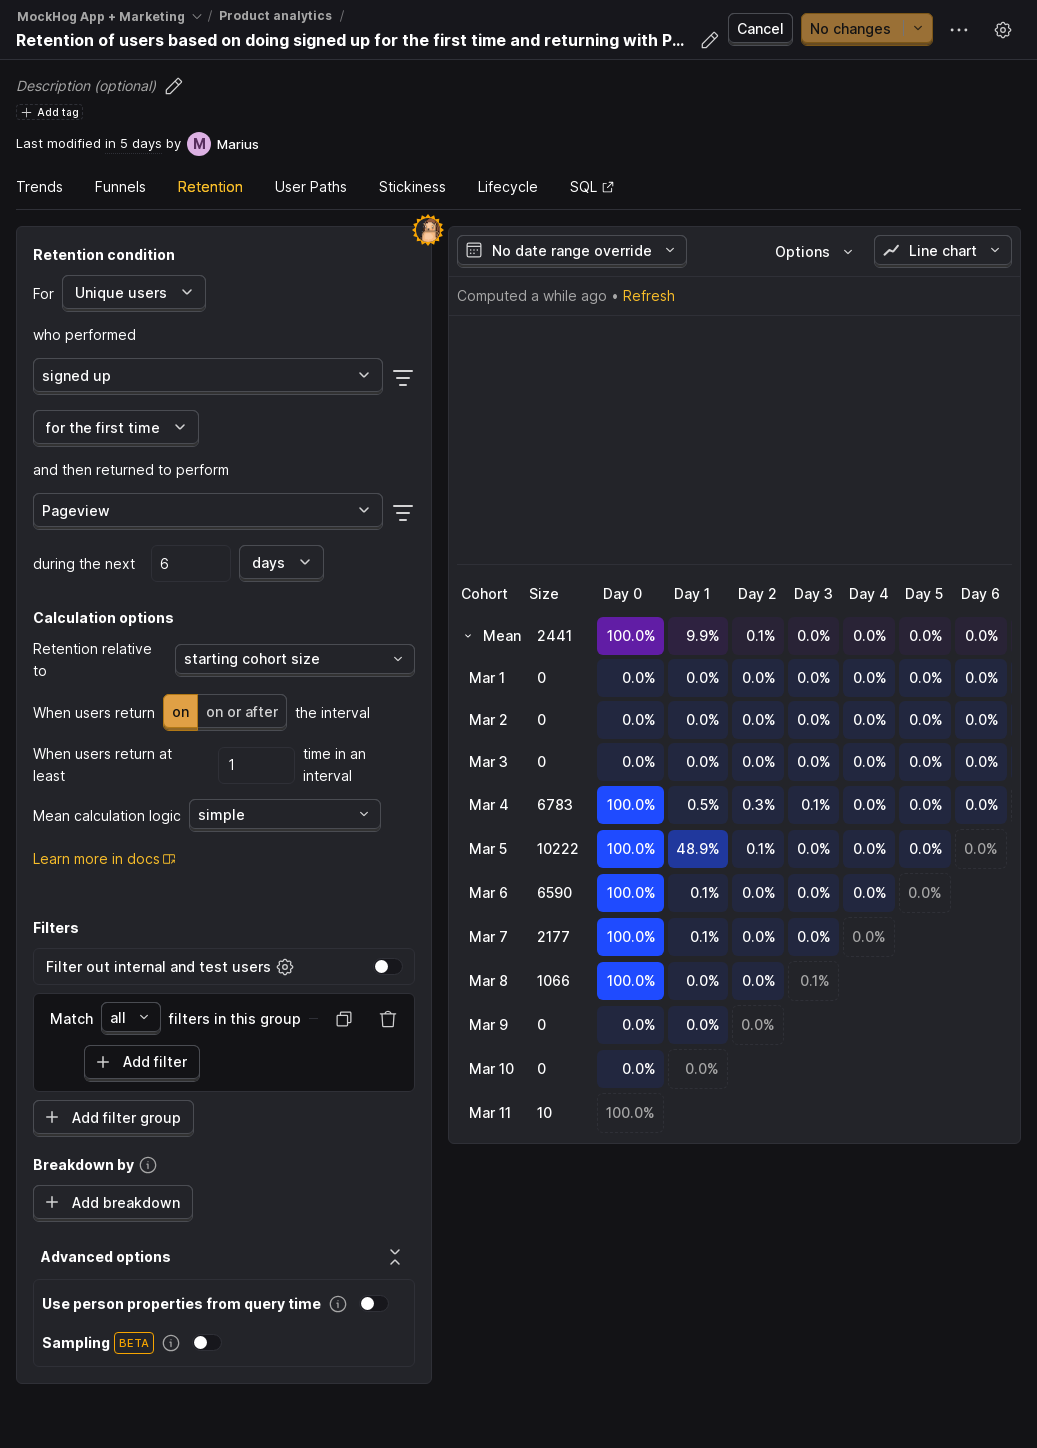 MockHog App + Marketing / Product analytics /
Retention of users based on doing signed up for the first time and returning with P...
Cancel
No changes
Description (optional)
Add tag
Last modified in 5 days by M Marius
Trends Funnels Retention User Paths Stickiness Lifecycle SQL
Retention condition
For Unique users
who performed
signed up
for the first time
and then returned to perform
Pageview
during the next 6 days
Calculation options
Retention relative
to
starting cohort size
When users return on on or after the interval
When users return at
least
1
time in an
interval
Mean calculation logic simple
Learn more in docs
Filters
Filter out internal and test users
Match all filters in this group
Add filter
Add filter group
Breakdown by
Add breakdown
Advanced options
Use person properties from query time
Sampling BETA
No date range override Options Line chart
Computed a while ago • Refresh
Cohort Size Day 0 Day 1 Day 2 Day 3 Day 4 Day 5 Day 6
Mean 2441 100.0% 9.9% 0.1% 0.0% 0.0% 0.0% 0.0%
Mar 1 0 0.0% 0.0% 0.0% 0.0% 0.0% 0.0% 0.0%
Mar 2 0 0.0% 0.0% 0.0% 0.0% 0.0% 0.0% 0.0%
Mar 3 0 0.0% 0.0% 0.0% 0.0% 0.0% 0.0% 0.0%
Mar 4 6783 100.0% 0.5% 0.3% 0.1% 0.0% 0.0% 0.0%
Mar 5 10222 100.0% 48.9% 0.1% 0.0% 0.0% 0.0% 0.0%
Mar 6 6590 100.0% 0.1% 0.0% 0.0% 0.0% 0.0%
Mar 7 2177 100.0% 0.1% 0.0% 0.0% 0.0%
Mar 8 1066 100.0% 0.0% 0.0% 0.1%
Mar 9 0 0.0% 0.0% 0.0%
Mar 10 0 0.0% 0.0%
Mar 11 10 100.0%